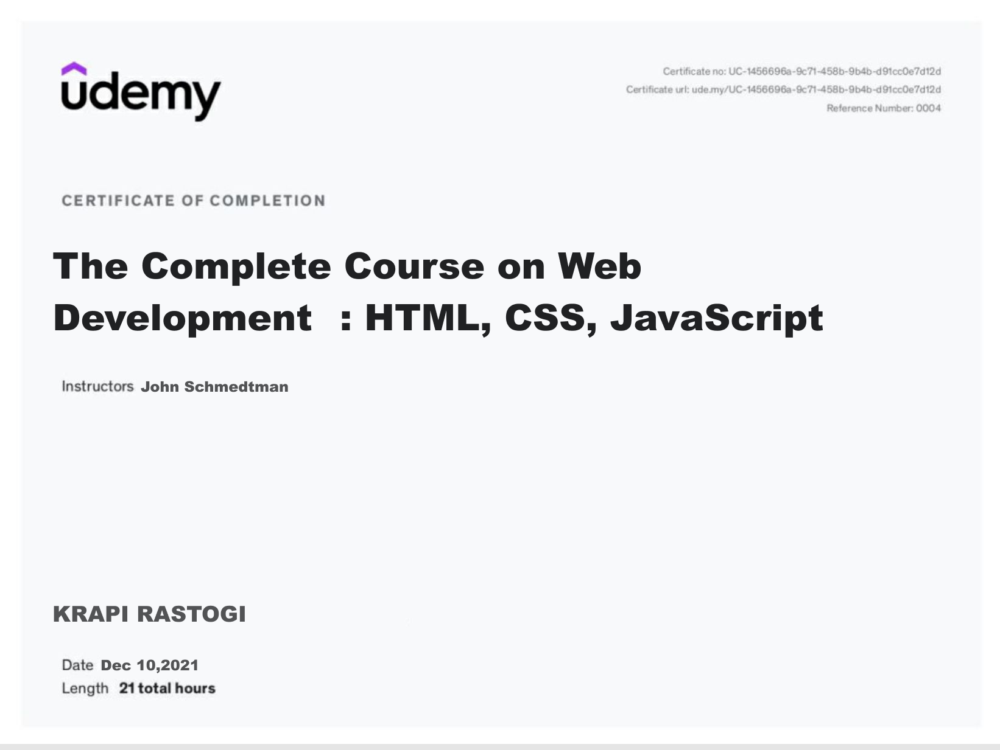 udemy
Certificate no: UC-1456696a-9c71-458b-9b4b-d91cc0e7d12d
Certificate url: ude.my/UC-1456696a-9c71-458b-9b4b-d91cc0e7d12d
Reference Number: 0004
CERTIFICATE OF COMPLETION
The Complete Course on Web
Development : HTML, CSS, JavaScript
Instructors John Schmedtman
KRAPI RASTOGI
Date Dec 10,2021
Length 21 total hours